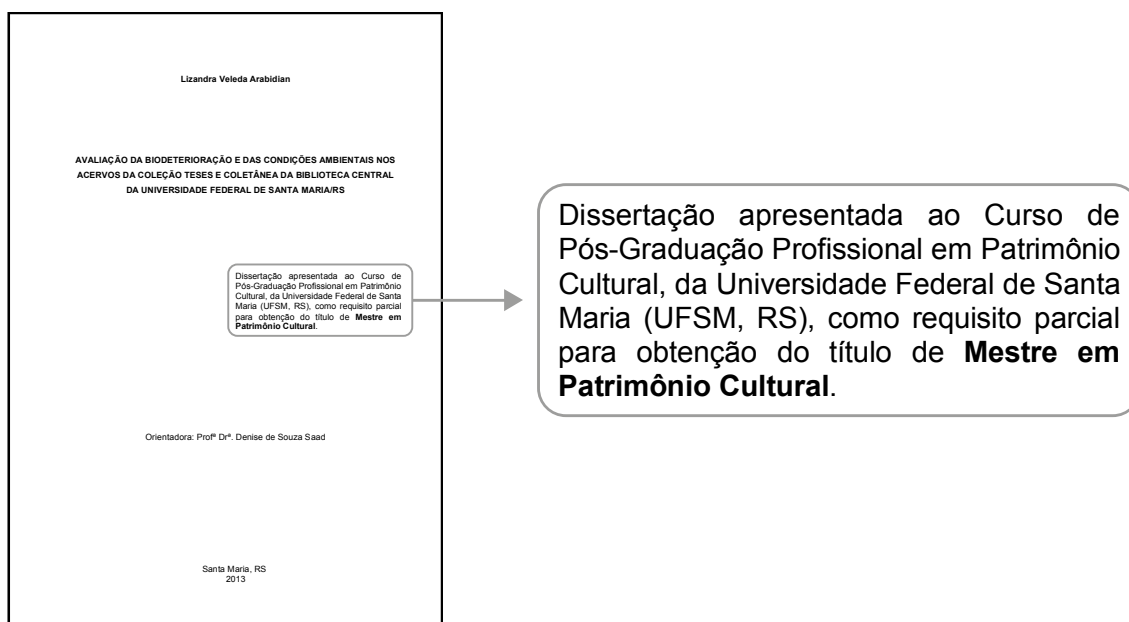 Lizandra Veleda Arabidian
AVALIAÇÃO DA BIODETERIORAÇÃO E DAS CONDIÇÕES AMBIENTAIS NOS
ACERVOS DA COLEÇÃO TESES E COLETÂNEA DA BIBLIOTECA CENTRAL
DA UNIVERSIDADE FEDERAL DE SANTA MARIA/RS
Dissertação apresentada ao Curso de
Pós-Graduação Profissional em Patrimônio
Cultural, da Universidade Federal de Santa
Maria (UFSM, RS), como requisito parcial
para obtenção do título de Mestre em
Patrimônio Cultural.
Orientadora: Profª Drª. Denise de Souza Saad
Santa Maria, RS
2013
Dissertação apresentada ao Curso de
Pós-Graduação Profissional em Patrimônio
Cultural, da Universidade Federal de Santa
Maria (UFSM, RS), como requisito parcial
para obtenção do título de Mestre em
Patrimônio Cultural.